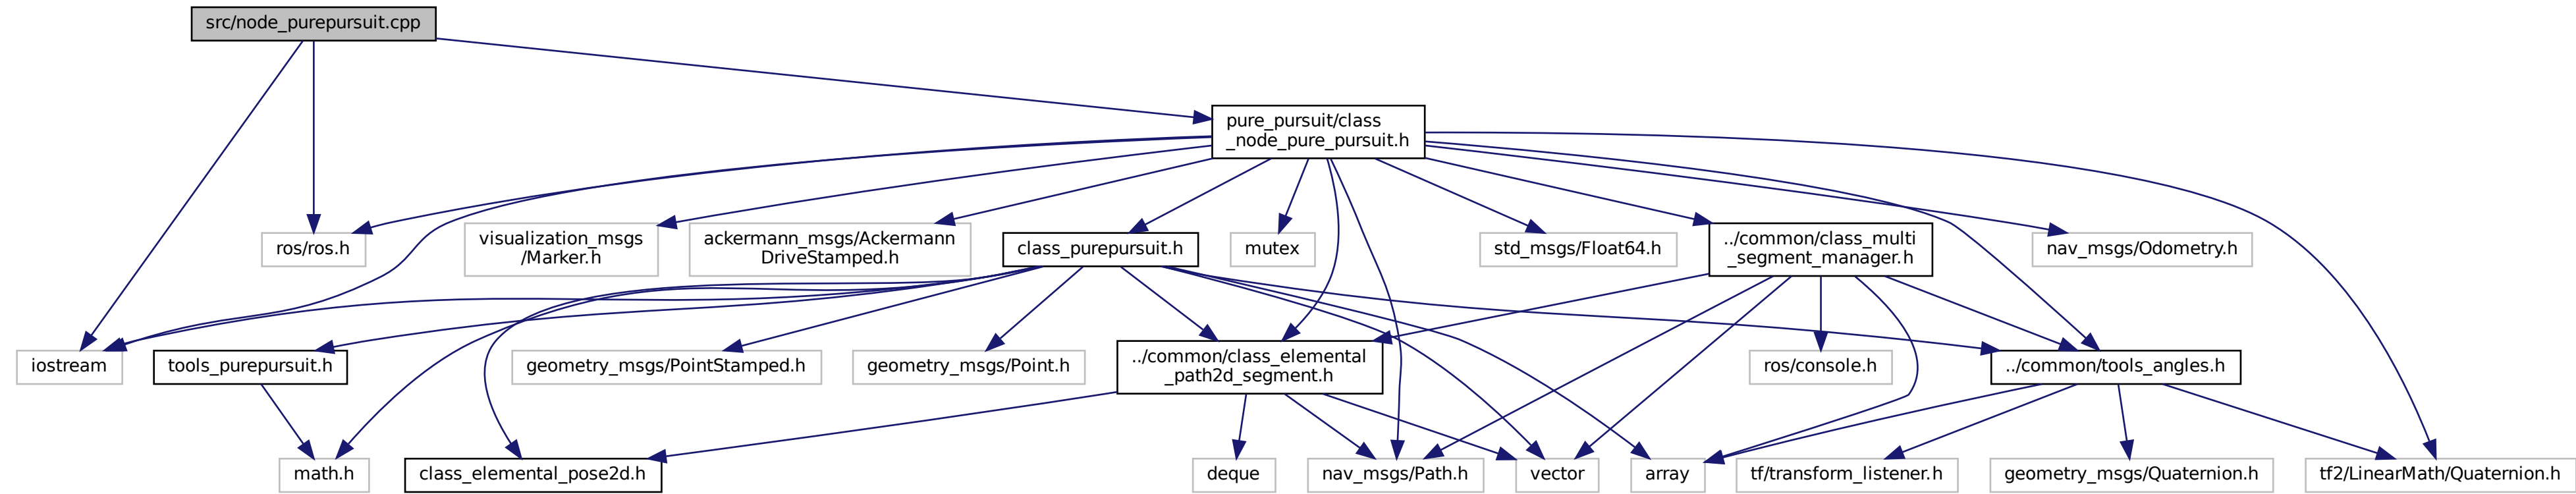 src/node_purepursuit.cpp
pure_pursuit/class
_node_pure_pursuit.h
ros/ros.h
visualization_msgs
/Marker.h
ackermann_msgs/Ackermann
DriveStamped.h
class_purepursuit.h
mutex
std_msgs/Float64.h
../common/class_multi
_segment_manager.h
nav_msgs/Odometry.h
iostream
tools_purepursuit.h
geometry_msgs/PointStamped.h
geometry_msgs/Point.h
../common/class_elemental
_path2d_segment.h
ros/console.h
../common/tools_angles.h
math.h
class_elemental_pose2d.h
deque
nav_msgs/Path.h
vector
array
tf/transform_listener.h
geometry_msgs/Quaternion.h
tf2/LinearMath/Quaternion.h